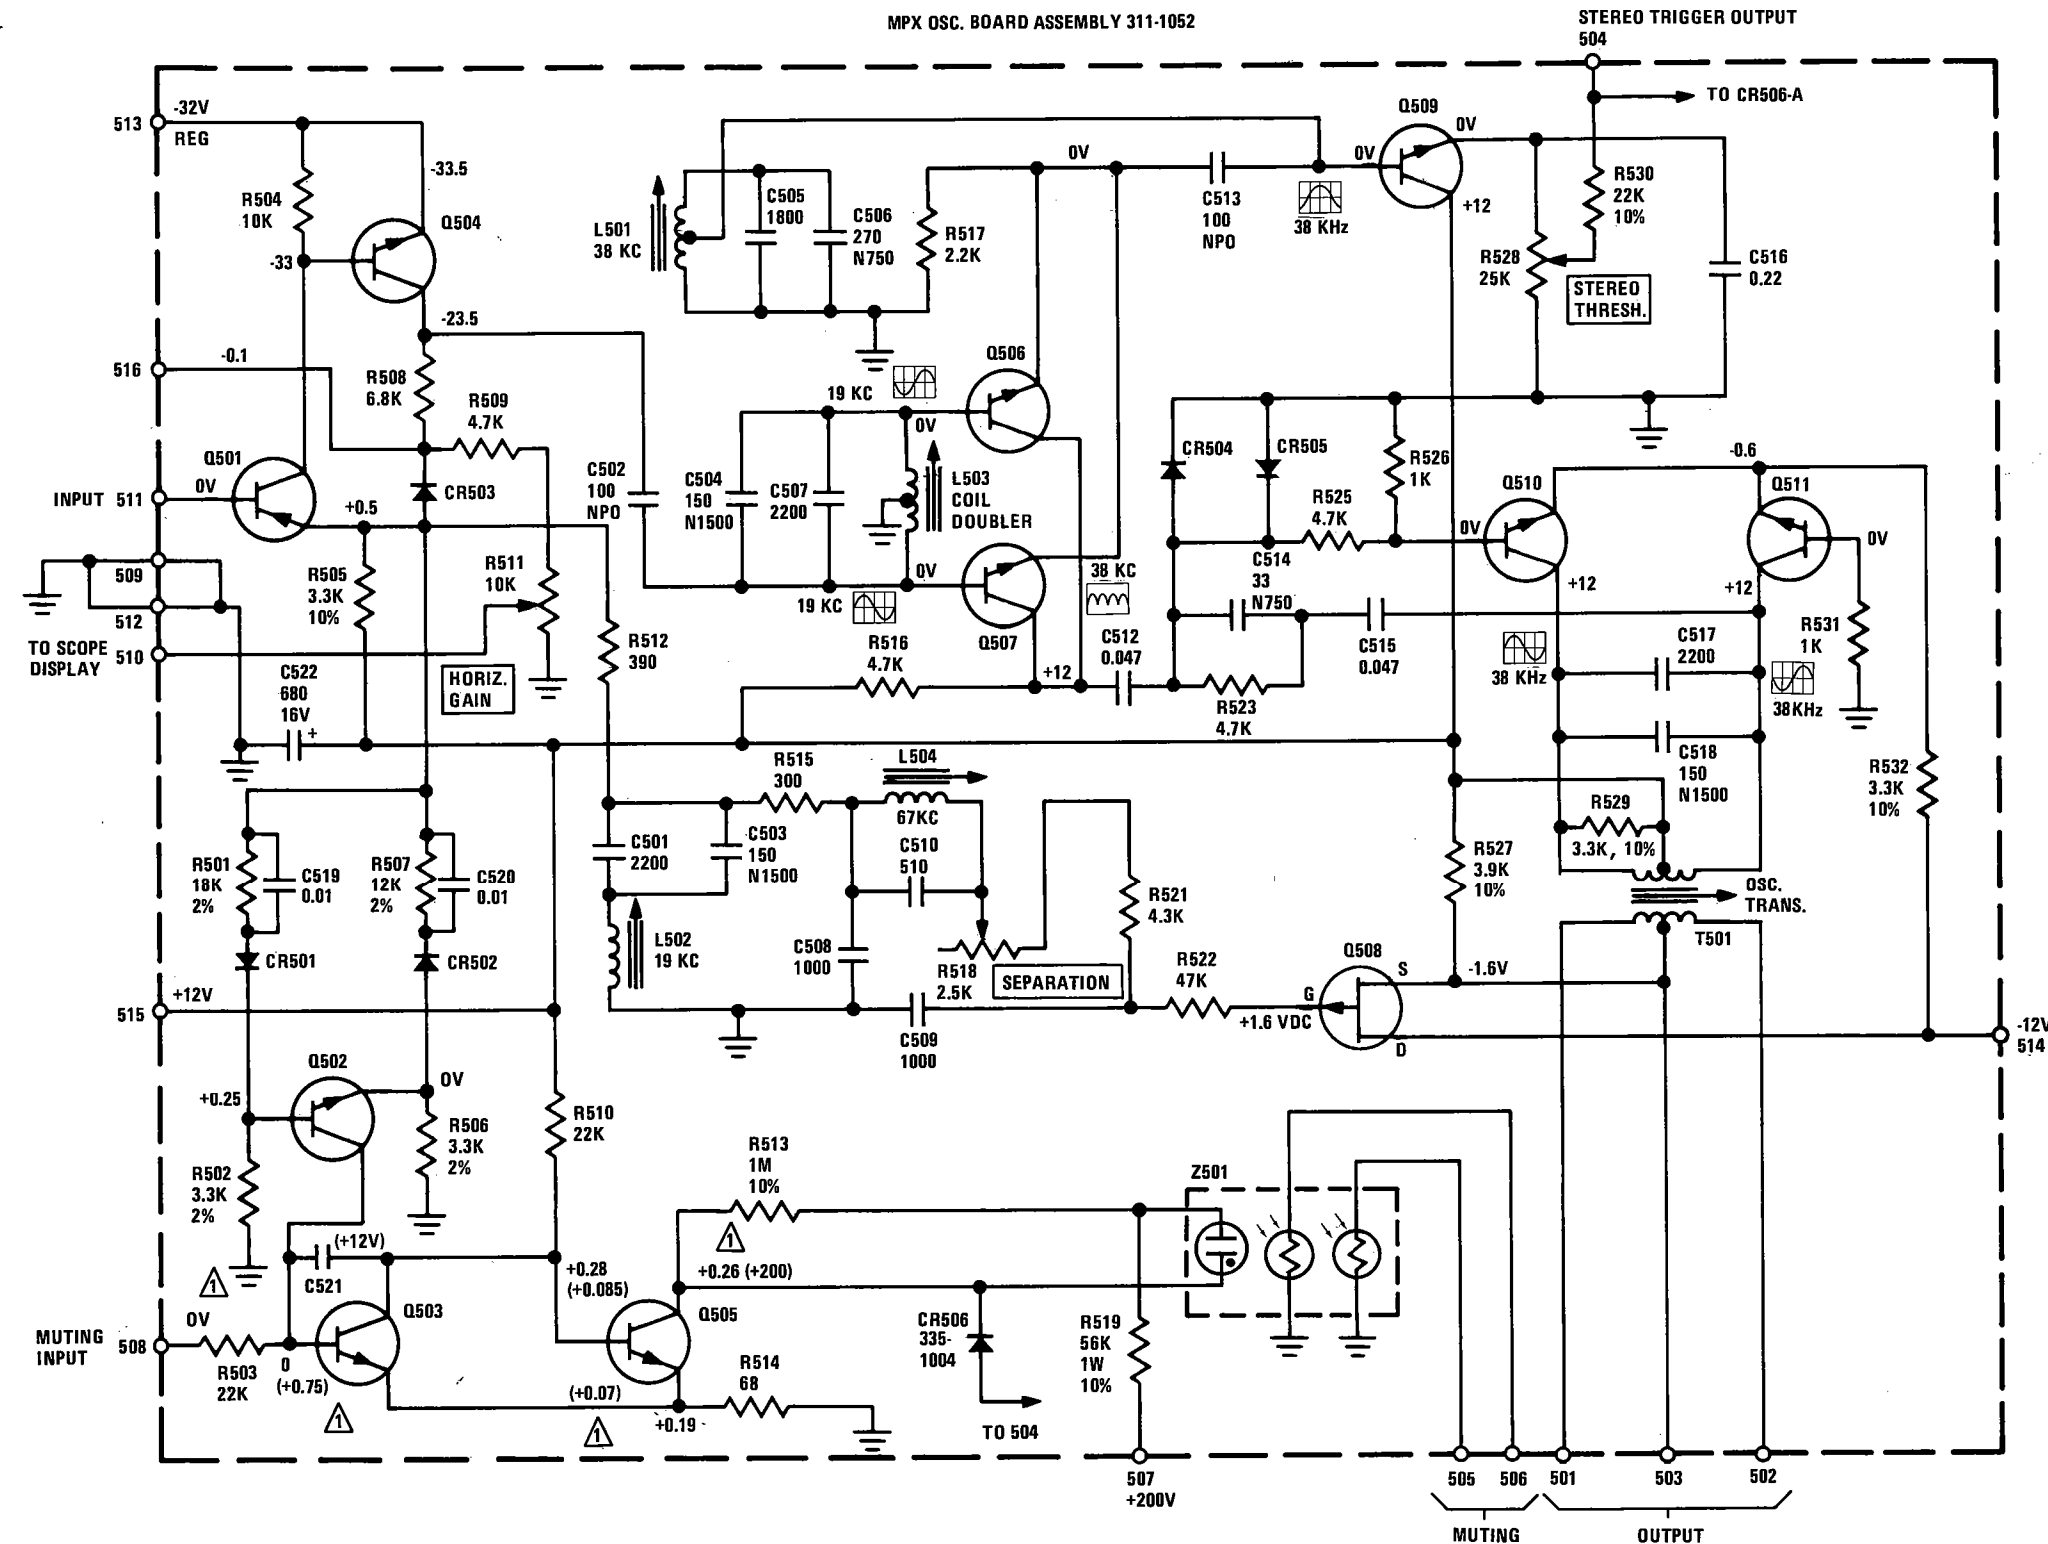 MPX OSC. BOARD ASSEMBLY 311-1052
STEREO TRIGGER OUTPUT
504
TO CR506-A
513
-32V
REG
R504
10K
-33
-33.5
Q504
-23.5
516
-0.1
R508
6.8K
R509
4.7K
Q501
INPUT 511
0V
+0.5
CR503
509
512
TO SCOPE
DISPLAY
510
R505
3.3K
10%
R511
10K
HORIZ.
GAIN
C522
680
16V
+
L501
38 KC
C505
1800
C506
270
N750
R517
2.2K
0V
C513
100
NPO
0V
38 KHz
Q509
0V
+12
R530
22K
10%
R528
25K
STEREO
THRESH.
C516
0.22
Q506
19 KC
0V
C502
100
NPO
C504
150
N1500
C507
2200
L503
COIL
DOUBLER
0V
19 KC
Q507
38 KC
R512
390
R516
4.7K
+12
C512
0.047
CR504
CR505
R526
1K
R525
4.7K
C514
33
N750
C515
0.047
R523
4.7K
Q510
0V
+12
-0.6
Q511
0V
+12
R531
1K
C517
2200
38 KHz
38KHz
C518
150
N1500
R532
3.3K
10%
R529
3.3K, 10%
OSC.
TRANS.
T501
R527
3.9K
10%
R515
300
L504
67KC
C501
2200
C503
150
N1500
C510
510
L502
19 KC
C508
1000
R518
2.5K
SEPARATION
C509
1000
R521
4.3K
R522
47K
G
+1.6 VDC
Q508
S
D
-1.6V
-12V
514
R501
18K
2%
C519
0.01
R507
12K
2%
C520
0.01
CR501
CR502
515
+12V
Q502
+0.25
0V
R502
3.3K
2%
R506
3.3K
2%
R510
22K
(+12V)
C521
1
Q503
0V
MUTING
INPUT
508
R503
22K
0
(+0.75)
1
+0.28
(+0.085)
Q505
R513
1M
10%
1
+0.26 (+200)
(+0.07)
1
+0.19
R514
68
CR506
335-
1004
TO 504
R519
56K
1W
10%
507
+200V
Z501
505
506
501
503
502
MUTING
OUTPUT